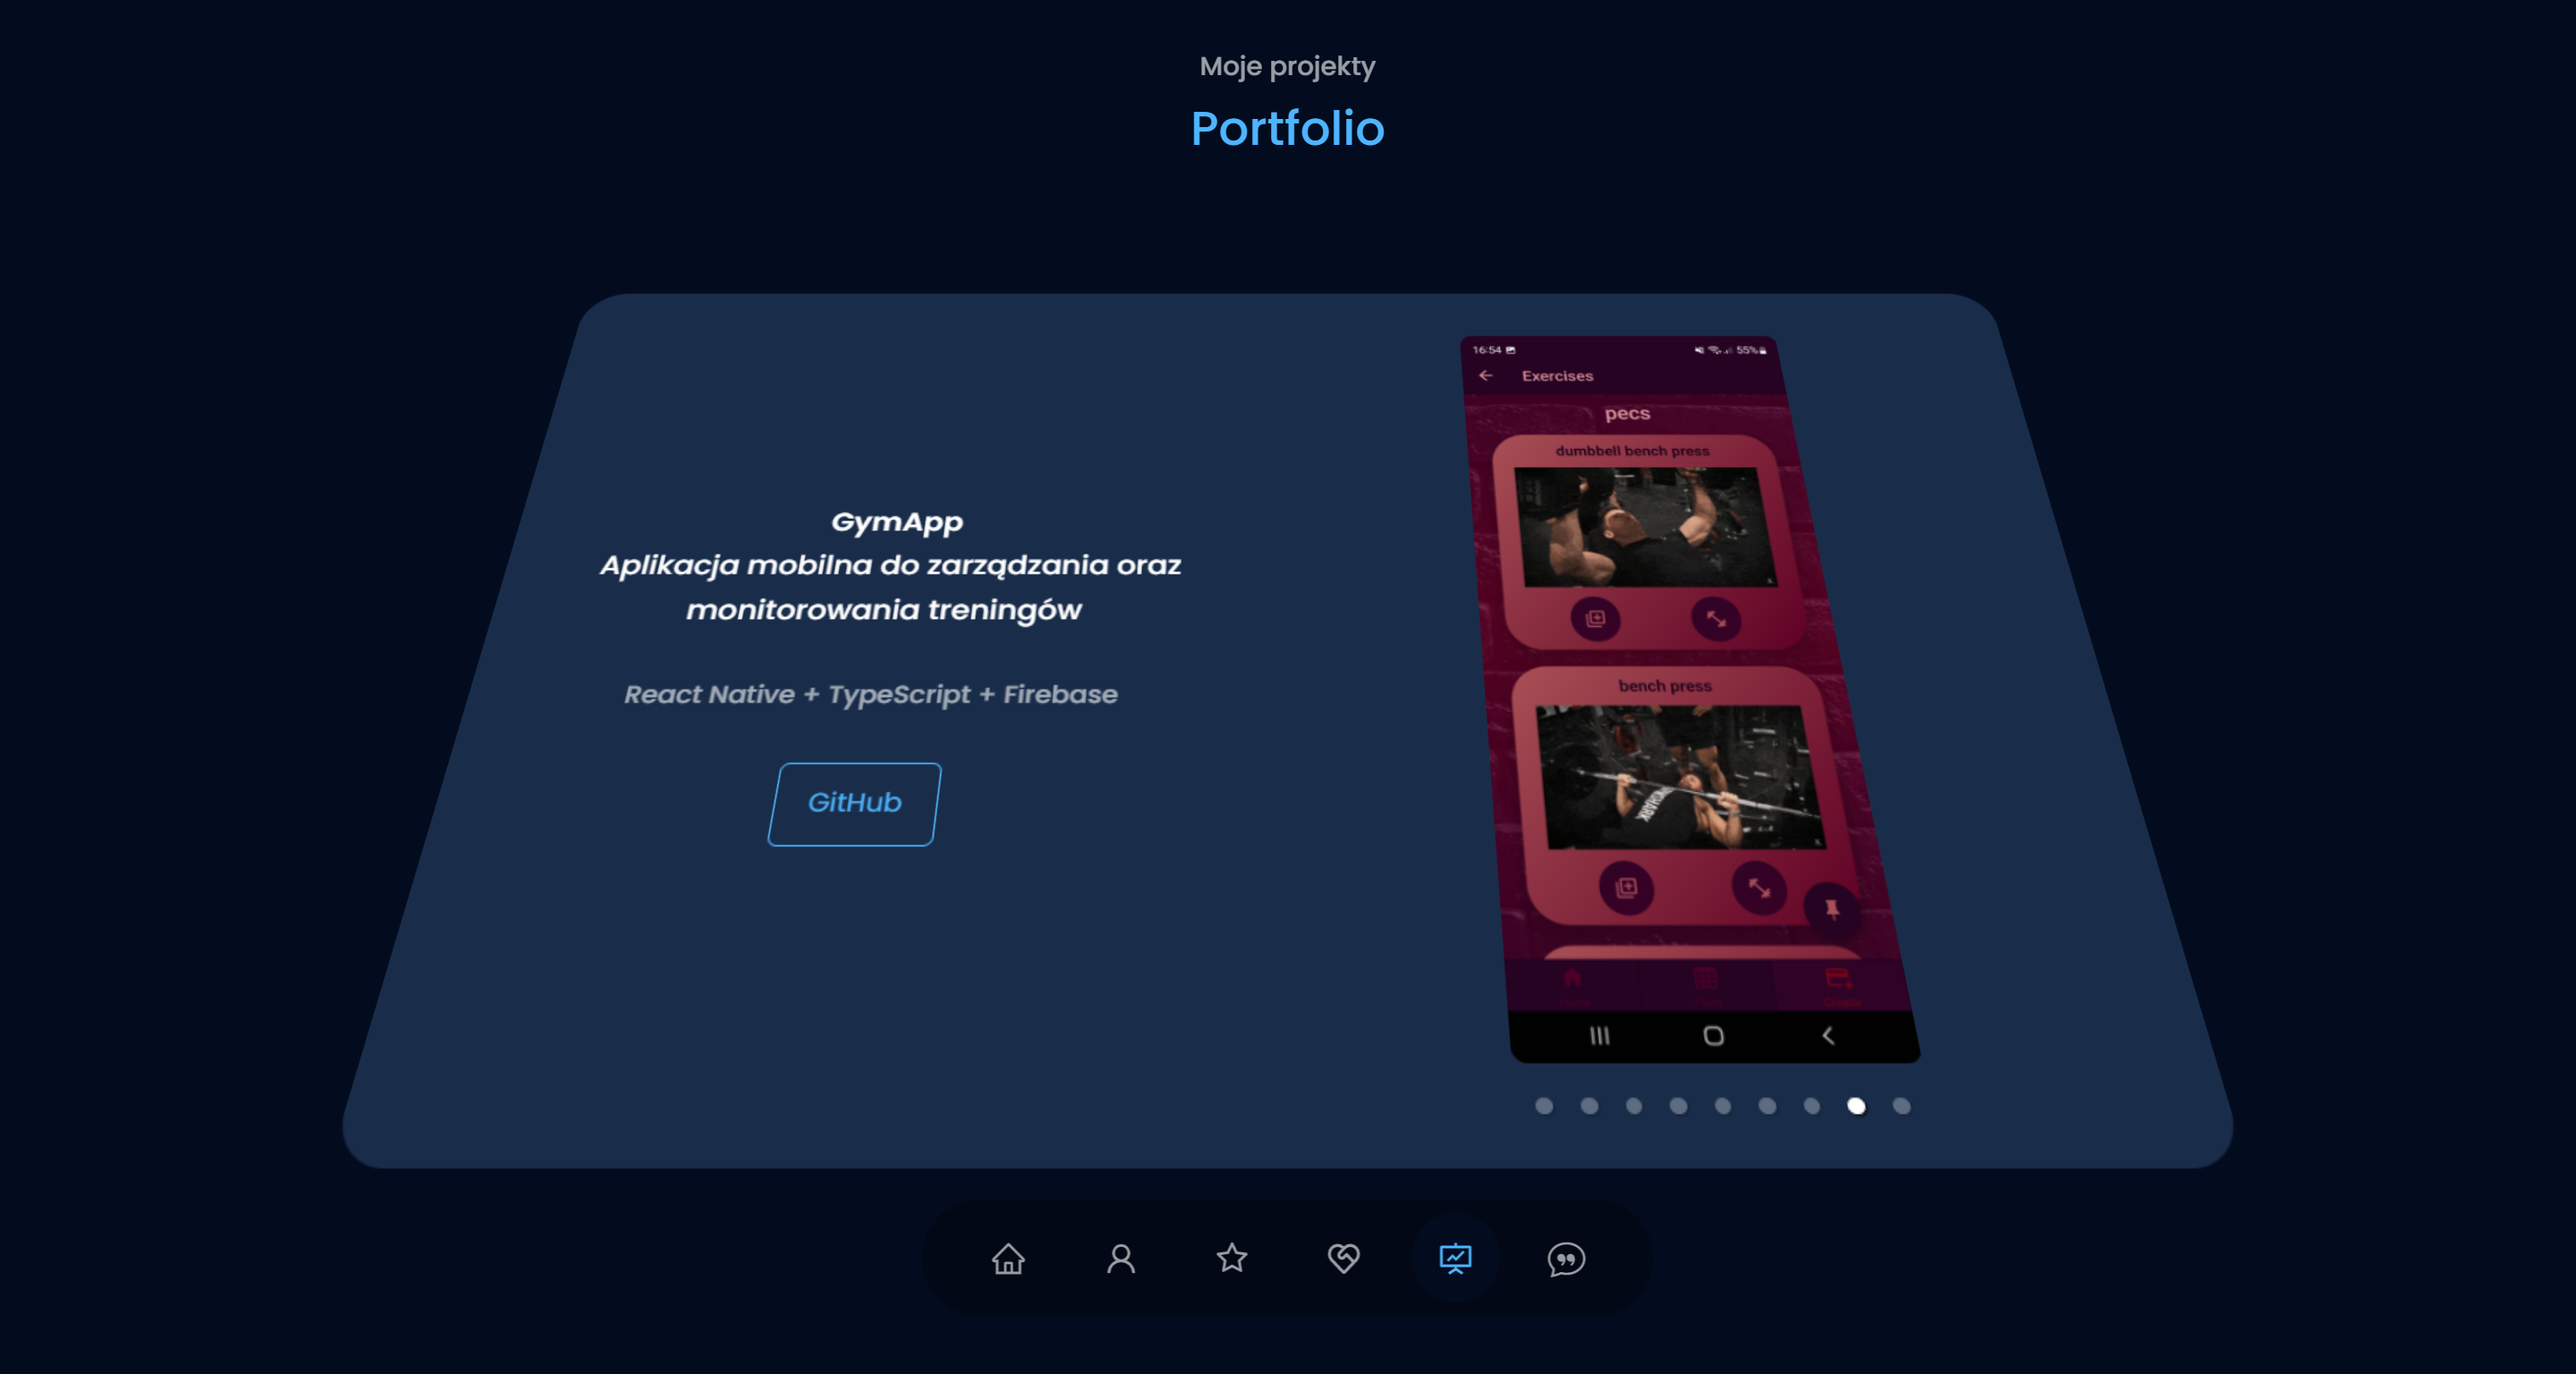 Moje projekty
Portfolio
GymApp
Aplikacja mobilna do zarządzania oraz
monitorowania treningów
React Native + TypeScript + Firebase
GitHub
16:54 55%
Exercises
pecs
dumbbell bench press
bench press